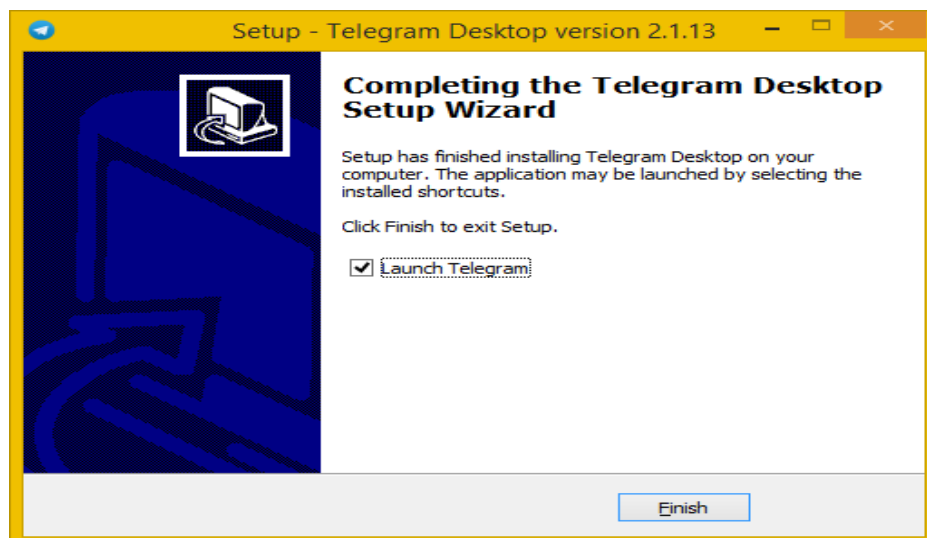 Setup - Telegram Desktop version 2.1.13
Completing the Telegram Desktop
Setup Wizard
Setup has finished installing Telegram Desktop on your
computer. The application may be launched by selecting the
installed shortcuts.
Click Finish to exit Setup.
Launch Telegram
Finish